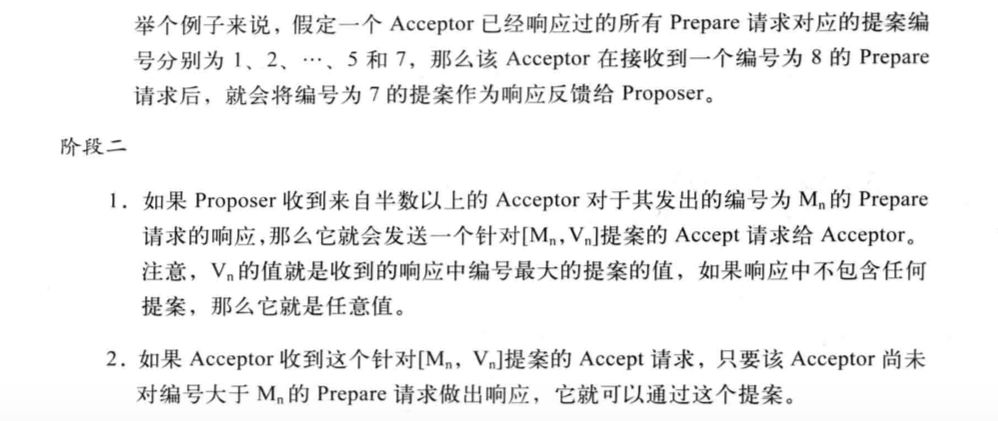 举个例子来说，假定一个 Acceptor 已经响应过的所有 Prepare 请求对应的提案编
号分别为 1、2、…、5 和 7，那么该 Acceptor 在接收到一个编号为 8 的 Prepare
请求后，就会将编号为 7 的提案作为响应反馈给 Proposer。
阶段二
1. 如果 Proposer 收到来自半数以上的 Acceptor 对于其发出的编号为 Mn 的 Prepare
请求的响应，那么它就会发送一个针对[Mn, Vn]提案的 Accept 请求给 Acceptor。
注意，Vn 的值就是收到的响应中编号最大的提案的值，如果响应中不包含任何
提案，那么它就是任意值。
2. 如果 Acceptor 收到这个针对[Mn, Vn]提案的 Accept 请求，只要该 Acceptor 尚未
对编号大于 Mn 的 Prepare 请求做出响应，它就可以通过这个提案。